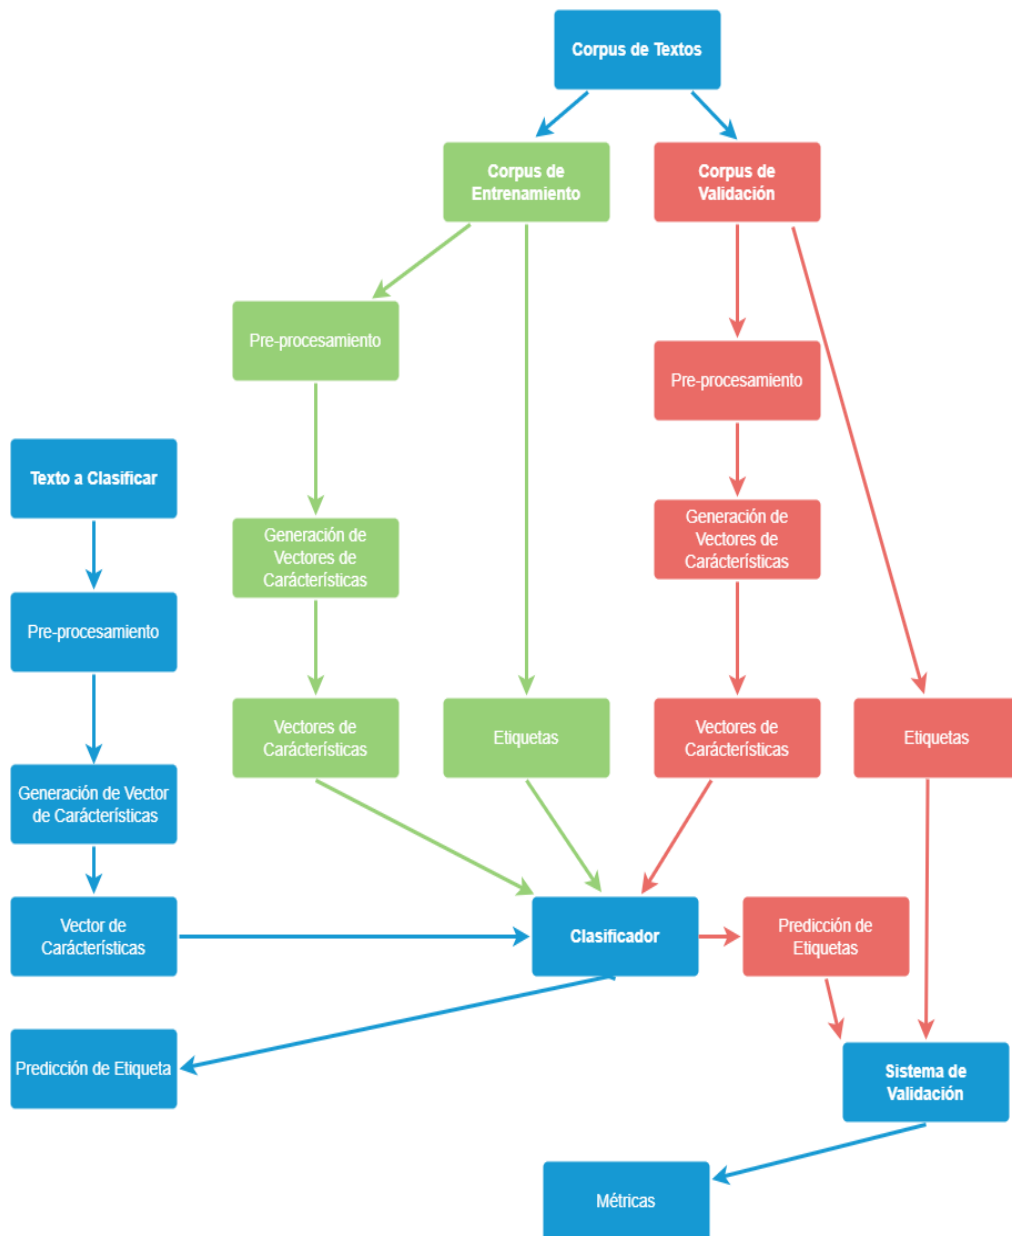 Corpus de Textos
Corpus de
Entrenamiento
Corpus de
Validación
Pre-procesamiento
Pre-procesamiento
Texto a Clasificar
Generación de
Vectores de
Carácterísticas
Generación de
Vectores de
Carácterísticas
Pre-procesamiento
Vectores de
Carácterísticas
Etiquetas
Vectores de
Carácterísticas
Etiquetas
Generación de Vector
de Carácterísticas
Vector de
Carácterísticas
Clasificador
Predicción de
Etiquetas
Predicción de Etiqueta
Sistema de
Validación
Métricas